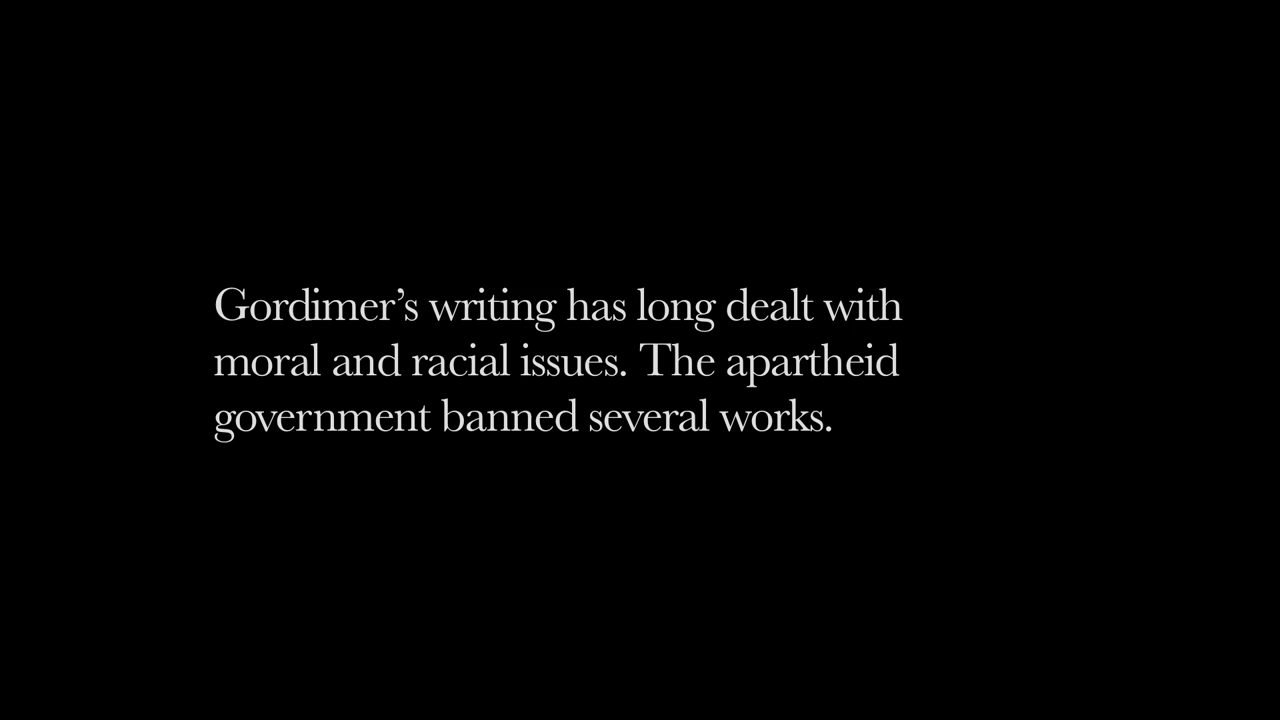 Gordimer’s writing has long dealt with
moral and racial issues. The apartheid
government banned several works.